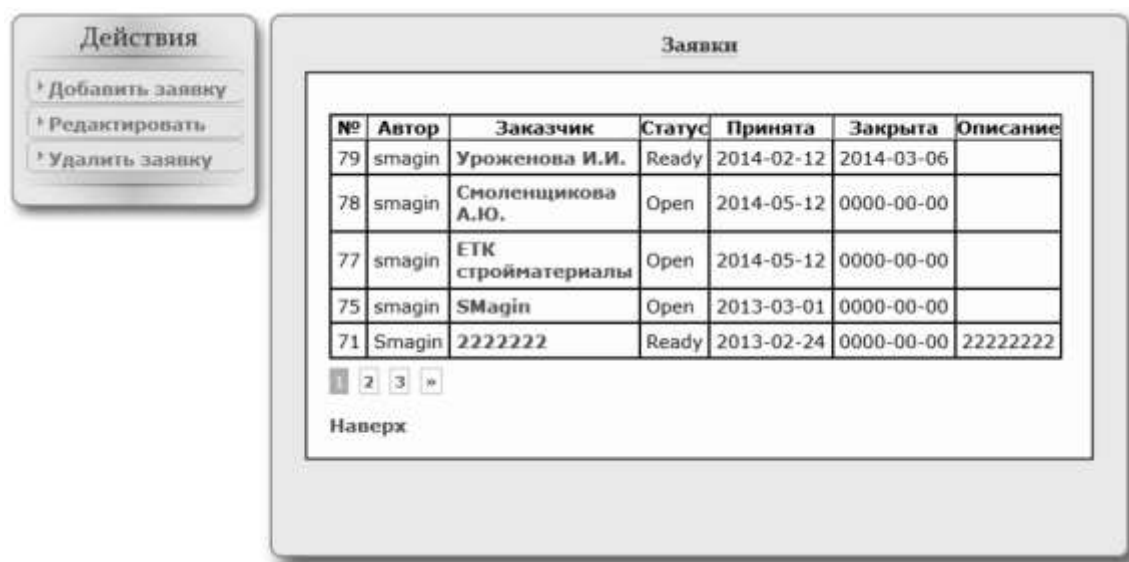 Действия
Добавить заявку
Редактировать
Удалить заявку
Заявки
№ Автор Заказчик Статус Принята Закрыта Описание
79 smagin Уроженова И.И. Ready 2014-02-12 2014-03-06
78 smagin Смоленщикова А.Ю. Open 2014-05-12 0000-00-00
77 smagin ЕТК стройматериалы Open 2014-05-12 0000-00-00
75 smagin SMagin Open 2013-03-01 0000-00-00
71 Smagin 2222222 Ready 2013-02-24 0000-00-00 22222222
1 2 3 »
Наверх